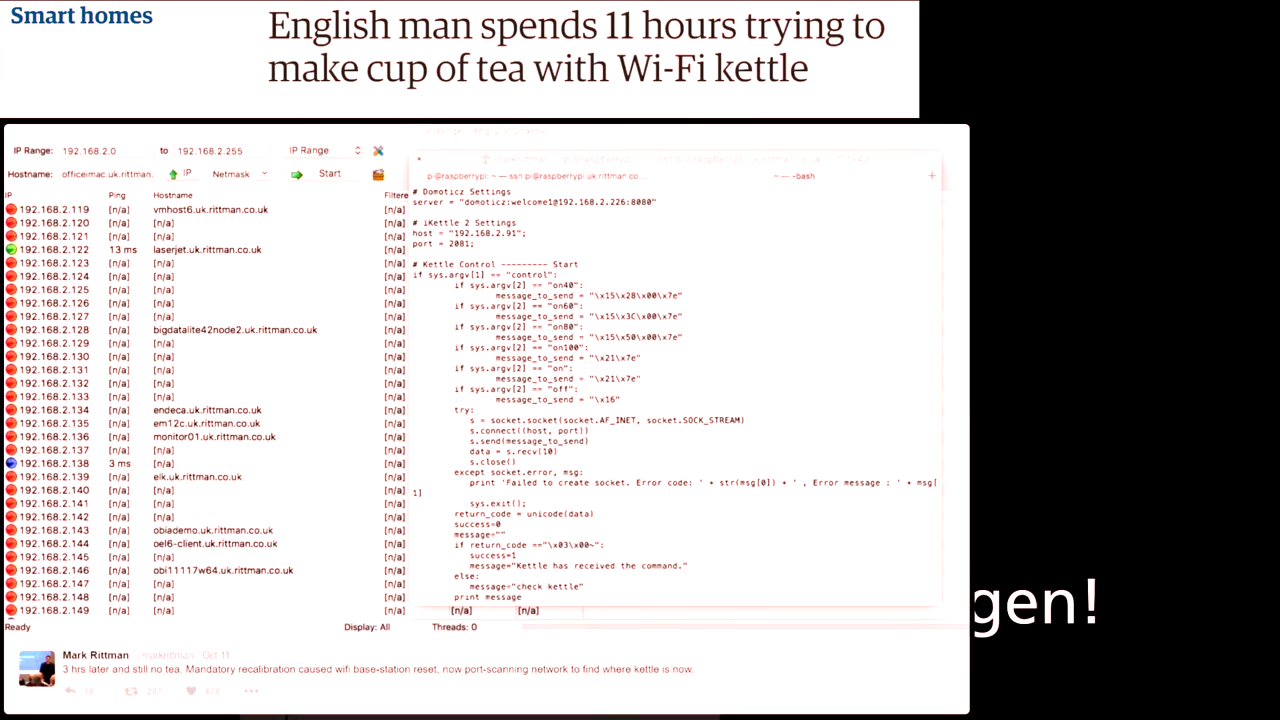 Smart homes
English man spends 11 hours trying to
make cup of tea with Wi-Fi kettle
IP Range: 192.168.2.0 to 192.168.2.255 IP Range
Hostname: officeimac.uk.rittman. IP Netmask Start
IP Ping Hostname Filtere
192.168.2.119 [n/a] vmhost6.uk.rittman.co.uk [n/a]
192.168.2.120 [n/a] [n/a] [n/a]
192.168.2.121 [n/a] [n/a] [n/a]
192.168.2.122 13 ms laserjet.uk.rittman.co.uk [n/a]
192.168.2.123 [n/a] [n/a] [n/a]
192.168.2.124 [n/a] [n/a] [n/a]
192.168.2.125 [n/a] [n/a] [n/a]
192.168.2.126 [n/a] [n/a] [n/a]
192.168.2.127 [n/a] [n/a] [n/a]
192.168.2.128 [n/a] bigdatalite42node2.uk.rittman.co.uk [n/a]
192.168.2.129 [n/a] [n/a] [n/a]
192.168.2.130 [n/a] [n/a] [n/a]
192.168.2.131 [n/a] [n/a] [n/a]
192.168.2.132 [n/a] [n/a] [n/a]
192.168.2.133 [n/a] [n/a] [n/a]
192.168.2.134 [n/a] endeca.uk.rittman.co.uk [n/a]
192.168.2.135 [n/a] em12c.uk.rittman.co.uk [n/a]
192.168.2.136 [n/a] monitor01.uk.rittman.co.uk [n/a]
192.168.2.137 [n/a] [n/a] [n/a]
192.168.2.138 3 ms [n/a] [n/a]
192.168.2.139 [n/a] elk.uk.rittman.co.uk [n/a]
192.168.2.140 [n/a] [n/a] [n/a]
192.168.2.141 [n/a] [n/a] [n/a]
192.168.2.142 [n/a] [n/a] [n/a]
192.168.2.143 [n/a] obiademo.uk.rittman.co.uk [n/a]
192.168.2.144 [n/a] oel6-client.uk.rittman.co.uk [n/a]
192.168.2.145 [n/a] [n/a] [n/a]
192.168.2.146 [n/a] obi11117w64.uk.rittman.co.uk [n/a]
192.168.2.147 [n/a] [n/a] [n/a]
192.168.2.148 [n/a] [n/a] [n/a]
192.168.2.149 [n/a] [n/a] [n/a] [n/a] [n/a]
Ready Display: All Threads: 0
pi@raspberrypi: ~ — ssh pi@raspberrypi.uk.rittman.co... ~ — -bash +
# Domoticz Settings
server = "domoticz:welcome1@192.168.2.226:8080"
# iKettle 2 Settings
host = "192.168.2.91";
port = 2081;
# Kettle Control --------- Start
if sys.argv[1] == "control":
if sys.argv[2] == "on40":
message_to_send = "\x15\x28\x00\x7e"
if sys.argv[2] == "on60":
message_to_send = "\x15\x3C\x00\x7e"
if sys.argv[2] == "on80":
message_to_send = "\x15\x50\x00\x7e"
if sys.argv[2] == "on100":
message_to_send = "\x21\x7e"
if sys.argv[2] == "on":
message_to_send = "\x21\x7e"
if sys.argv[2] == "off":
message_to_send = "\x16"
try:
s = socket.socket(socket.AF_INET, socket.SOCK_STREAM)
s.connect((host, port))
s.send(message_to_send)
data = s.recv(10)
s.close()
except socket.error, msg:
print 'Failed to create socket. Error code: ' + str(msg[0]) + ' , Error message : ' + msg[
1]
sys.exit();
return_code = unicode(data)
success=0
message=""
if return_code =="\x03\x00~":
success=1
message="Kettle has received the command."
else:
message="check kettle"
print message
gen!
Mark Rittman markrittman Oct 11
3 hrs later and still no tea. Mandatory recalibration caused wifi base-station reset, now port-scanning network to find where kettle is now.